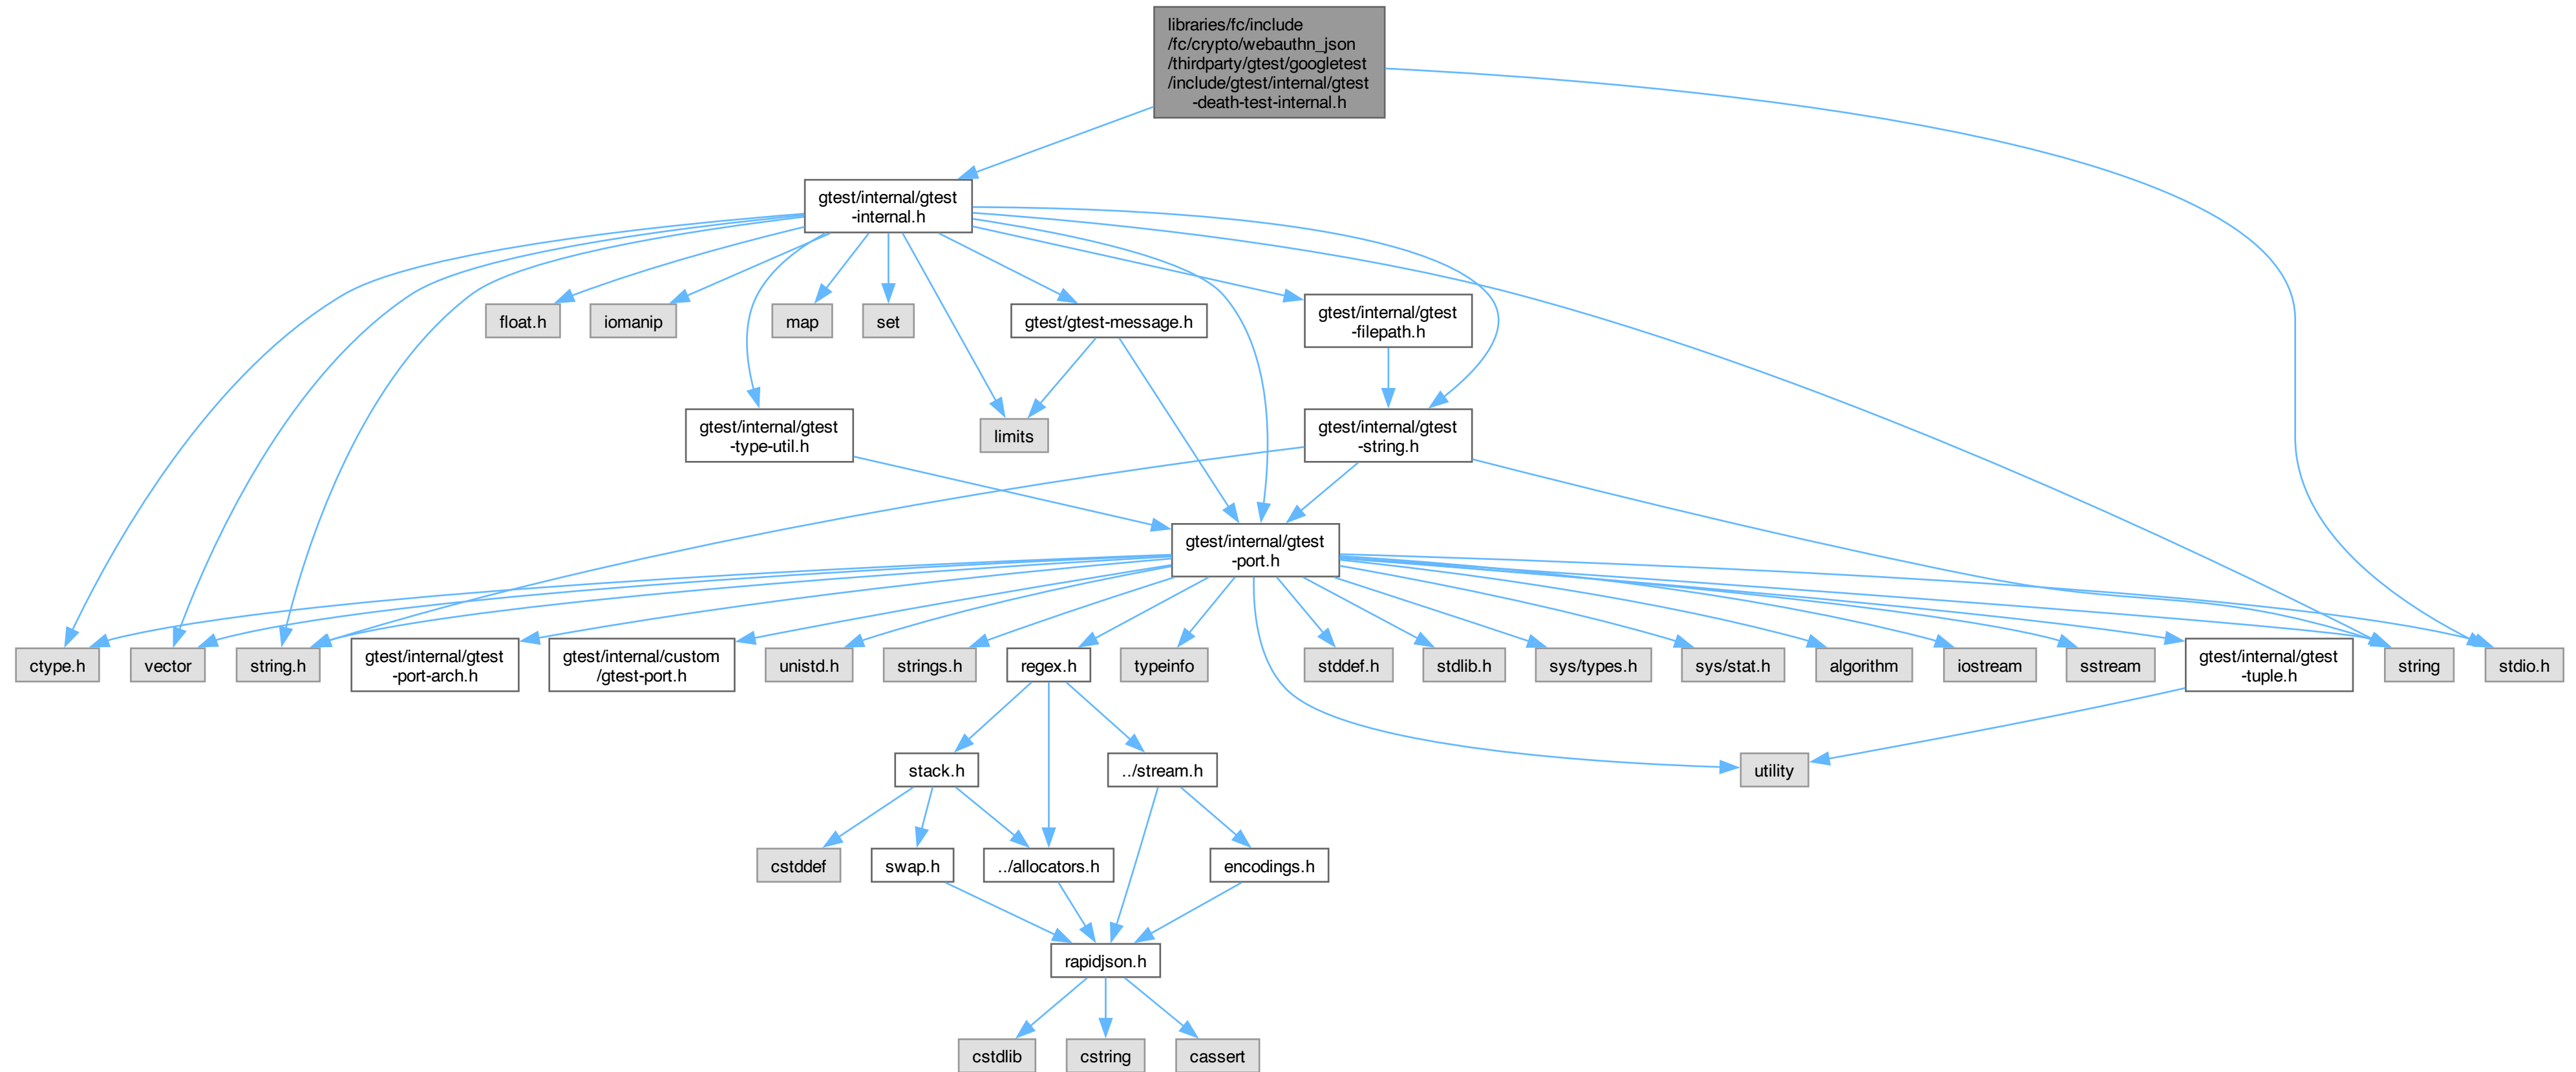 libraries/fc/include
/fc/crypto/webauthn_json
/thirdparty/gtest/googletest
/include/gtest/internal/gtest
-death-test-internal.h
gtest/internal/gtest
-internal.h
float.h
iomanip
map
set
gtest/gtest-message.h
gtest/internal/gtest
-filepath.h
gtest/internal/gtest
-type-util.h
limits
gtest/internal/gtest
-string.h
gtest/internal/gtest
-port.h
ctype.h
vector
string.h
gtest/internal/gtest
-port-arch.h
gtest/internal/custom
/gtest-port.h
unistd.h
strings.h
regex.h
typeinfo
stddef.h
stdlib.h
sys/types.h
sys/stat.h
algorithm
iostream
sstream
gtest/internal/gtest
-tuple.h
string
stdio.h
stack.h
../stream.h
utility
cstddef
swap.h
../allocators.h
encodings.h
rapidjson.h
cstdlib
cstring
cassert